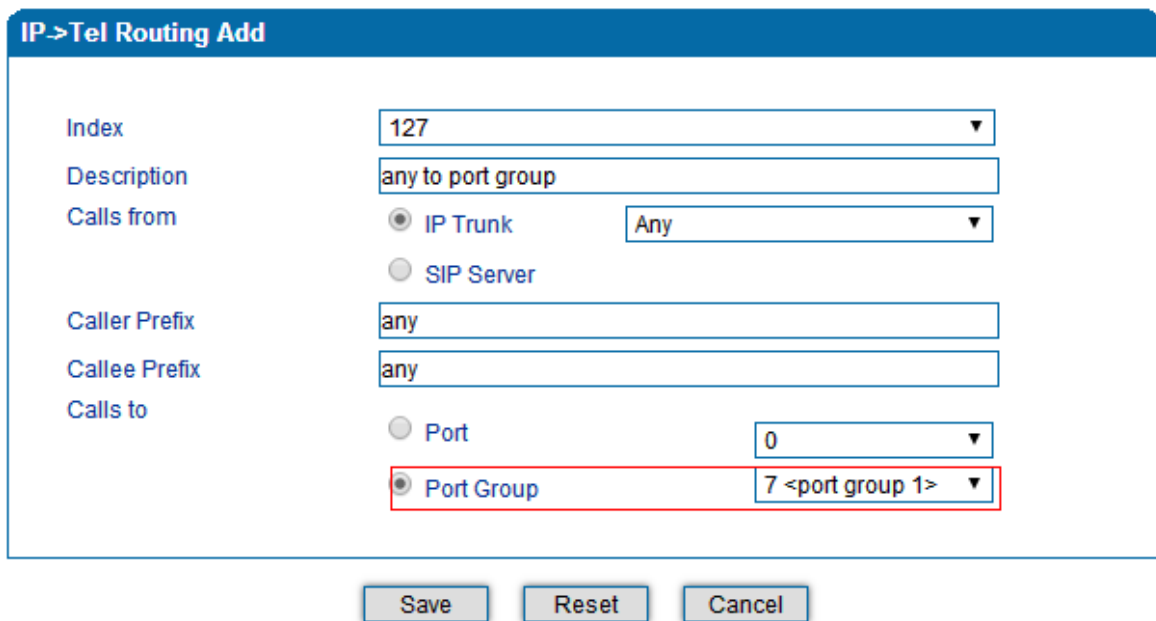 IP->Tel Routing Add
Index 127
Description any to port group
Calls from IP Trunk Any
SIP Server
Caller Prefix any
Callee Prefix any
Calls to
Port 0
Port Group 7 <port group 1>
Save Reset Cancel